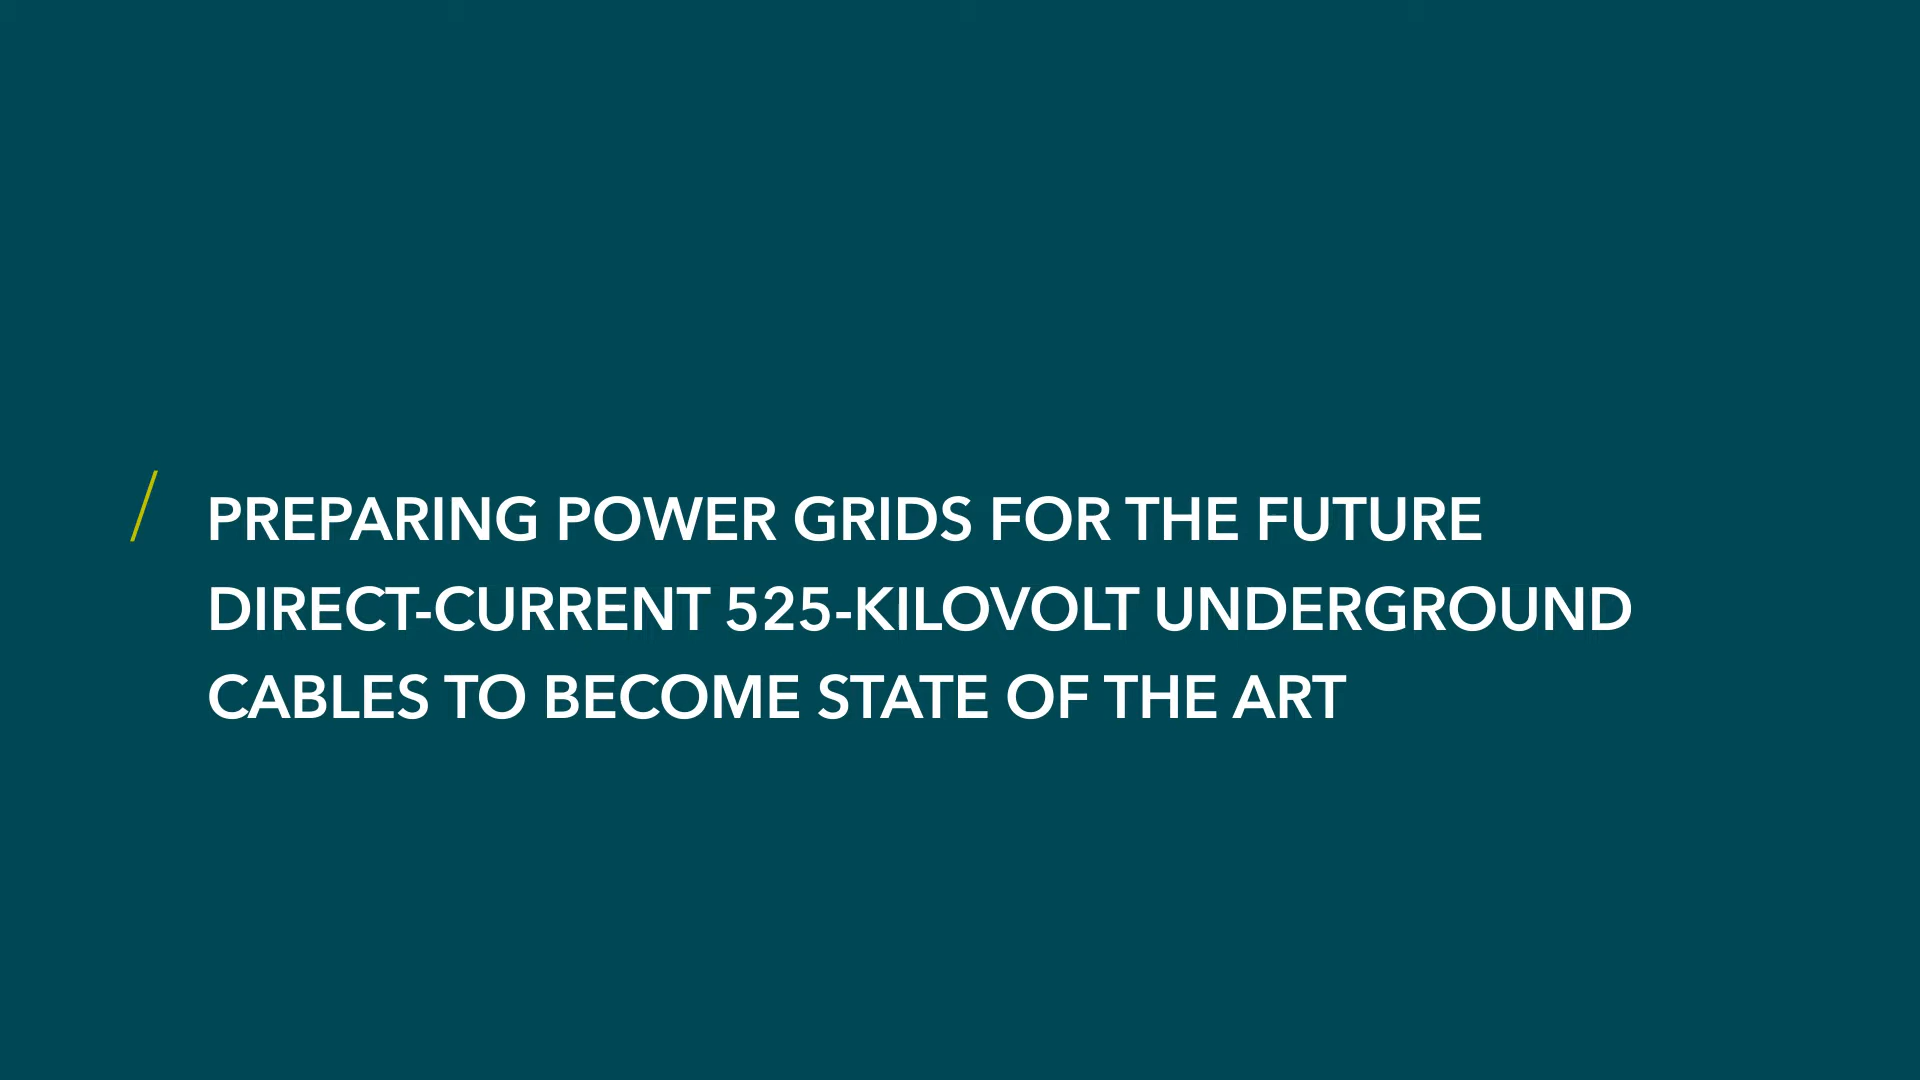 PREPARING POWER GRIDS FOR THE FUTURE
DIRECT-CURRENT 525-KILOVOLT UNDERGROUND
CABLES TO BECOME STATE OF THE ART